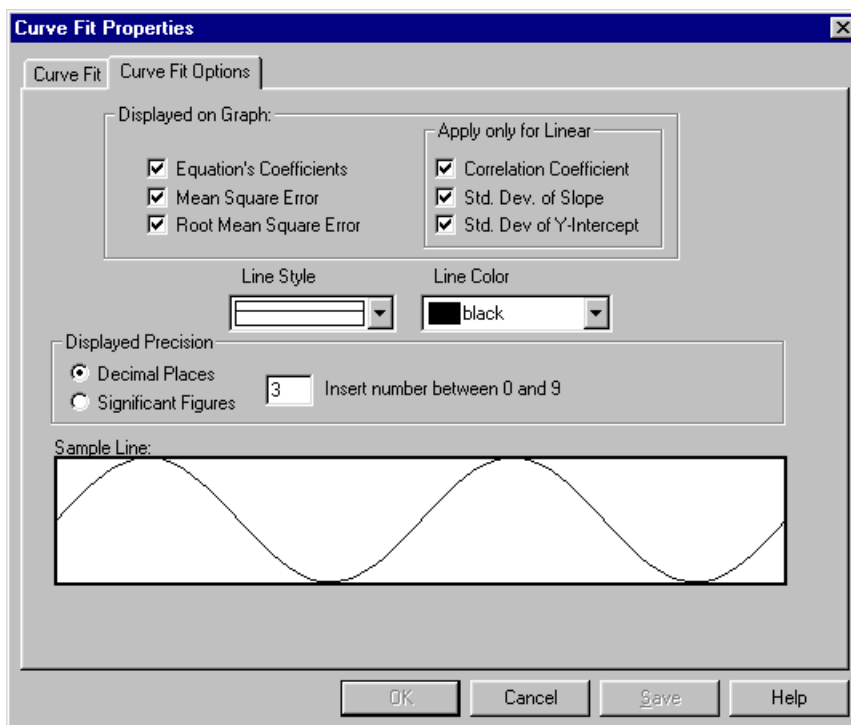 Curve Fit Properties
Curve Fit
Curve Fit Options
Displayed on Graph:
Equation's Coefficients
Mean Square Error
Root Mean Square Error
Apply only for Linear
Correlation Coefficient
Std. Dev. of Slope
Std. Dev of Y-Intercept
Line Style
Line Color
black
Displayed Precision
Decimal Places
Significant Figures
3
Insert number between 0 and 9
Sample Line:
OK
Cancel
Save
Help